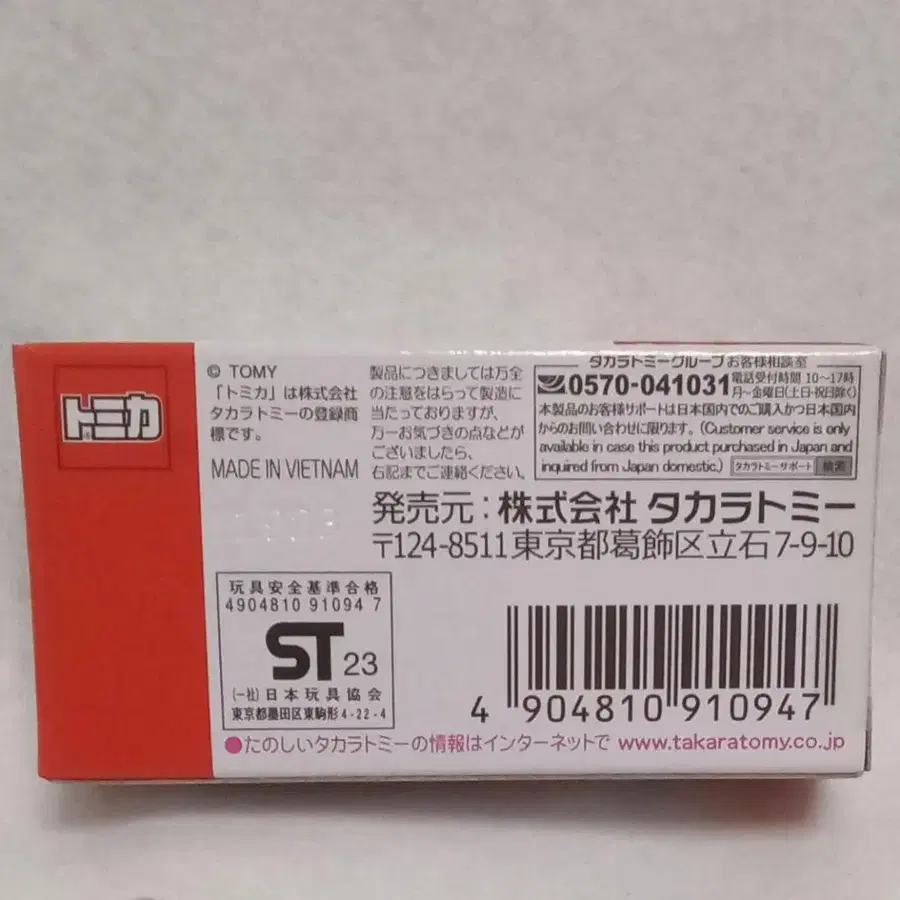 トミカ
© TOMY
「トミカ」は株式会社
タカラトミーの登録商
標です。
MADE IN VIETNAM
製品につきましては万全
の注意をはらって製造に
当たっておりますが、
万一お気づきの点などが
ございましたら、
右記までご連絡ください。
タカラトミーグループお客様相談室
0570-041031 電話受付時間 10〜17時
月〜金曜日(土・日・祝日除く)
本製品のお客様サポートは日本国内でのご購入かつ日本国内
からのお問い合わせに限ります。(Customer service is only
available in case this product purchased in Japan and
inquired from Japan domestic.) タカラトミーサポート 検索
発売元:株式会社 タカラトミー
〒124-8511東京都葛飾区立石7-9-10
玩具安全基準合格
4904810 91094 7
ST 23
(一社)日本玩具協会
東京都墨田区東駒形4-22-4
4 904810 910947
●たのしいタカラトミーの情報はインターネットで www.takaratomy.co.jp